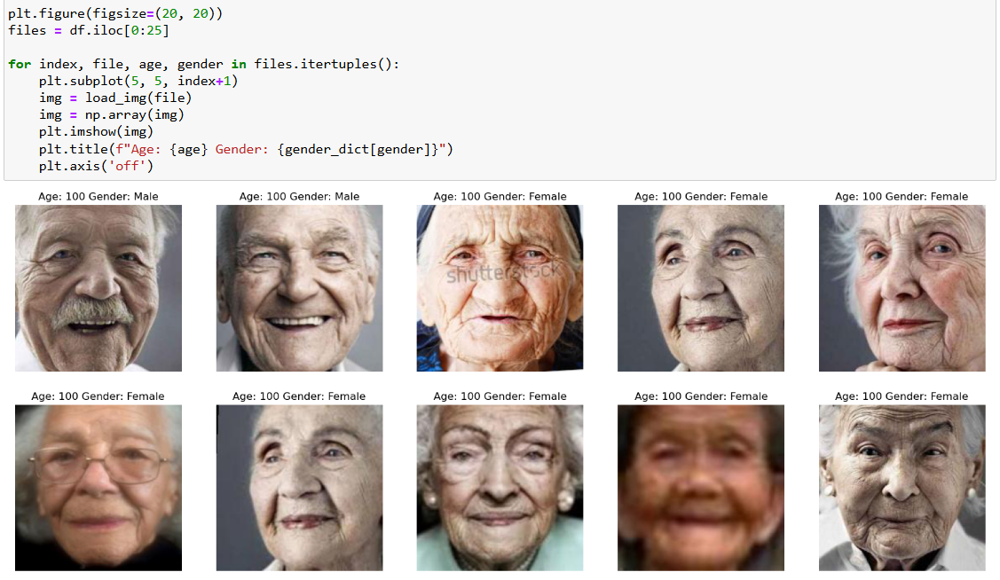 plt.figure(figsize=(20, 20))
files = df.iloc[0:25]
for index, file, age, gender in files.itertuples():
    plt.subplot(5, 5, index+1)
    img = load_img(file)
    img = np.array(img)
    plt.imshow(img)
    plt.title(f"Age: {age} Gender: {gender_dict[gender]}")
    plt.axis('off')
Age: 100 Gender: Male
Age: 100 Gender: Male
Age: 100 Gender: Female
Age: 100 Gender: Female
Age: 100 Gender: Female
shutterstock
Age: 100 Gender: Female
Age: 100 Gender: Female
Age: 100 Gender: Female
Age: 100 Gender: Female
Age: 100 Gender: Female